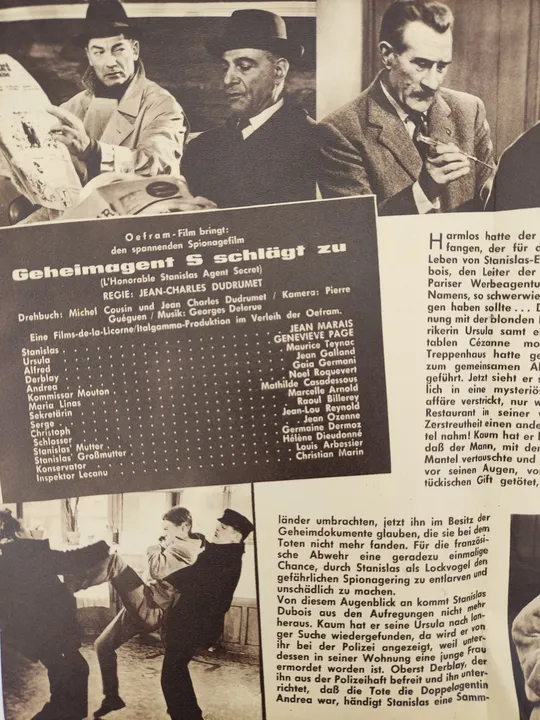 Oefram-Film bringt:
den spannenden Spionagefilm
Geheimagent S schlägt zu
(L'Honorable Stanislas Agent Secret)
REGIE: JEAN-CHARLES DUDRUMET
Drehbuch: Michel Cousin und Jean Charles Dudrumet / Kamera: Pierre
Guéguen / Musik: Georges Delerue
Eine Films-de-la-Licorne/Italgamma-Produktion im Verleih der Oefram.
Stanislas . . . JEAN MARAIS
Ursula . . . GENEVIEVE PAGE
Alfred . . . Maurice Teynac
Derblay . . . Jean Galland
Andrea . . . Gaia Germani
Kommissar Mouton . . . Noel Roquevert
Maria Linas . . . Mathilde Casadessous
Sekretärin . . . Marcelle Arnold
Serge . . . Raoul Billerey
Christoph . . . Jean-Lou Reynold
Schlosser . . . Jean Ozenne
Stanislas' Mutter . . . Germaine Dermoz
Stanislas' Großmutter . . . Hélène Dieudonné
Konservator . . . Louis Arbessier
Inspektor Lecanu . . . Christian Marin
Harmlos hatte der
fangen, der für d
Leben von Stanislas-E
bois, den Leiter der
Pariser Werbeagentu
Namens, so schwerwie
gen haben sollte... D
nung mit der blonden
rikerin Ursula samt e
tablen Cézanne mo
Treppenhaus hatte ge
zum gemeinsamen Al
geführt. Jetzt sieht er s
lich in eine mysteriö
affäre verstrickt, nur w
Restaurant in seiner
Zerstreutheit einen ande
tel nahm! Kaum hat er
daß der Mann, mit der
Mantel vertauschte und
vor seinen Augen, vor
tückischen Gift getötet,
länder umbrachten, jetzt ihn im Besitz der
Geheimdokumente glauben, die sie bei dem
Toten nicht mehr fanden. Für die französi-
sche Abwehr eine geradezu einmalige
Chance, durch Stanislas als Lockvogel den
gefährlichen Spionagering zu entlarven und
unschädlich zu machen.
Von diesem Augenblick an kommt Stanislas
Dubois aus den Aufregungen nicht mehr
heraus. Kaum hat er seine Ursula nach lan-
ger Suche wiedergefunden, da wird er von
ihr bei der Polizei angezeigt, weil unter-
dessen in seiner Wohnung eine junge Frau
ermordet worden ist. Oberst Derblay, der
ihn aus der Polizeihaft befreit und ihn unter-
richtet, daß die Tote die Doppelagentin
Andrea war, händigt Stanislas eine Samm-